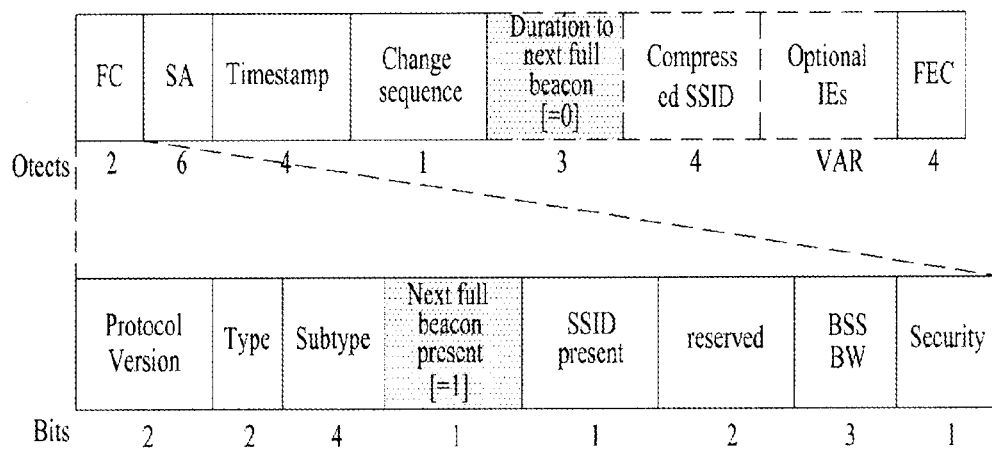 FC SA Timestamp Change sequence Duration to next full beacon [=0] Compress ed SSID Optional IEs FEC
Otects 2 6 4 1 3 4 VAR 4
Protocol Version Type Subtype Next full beacon present [=1] SSID present reserved BSS BW Security
Bits 2 2 4 1 1 2 3 1